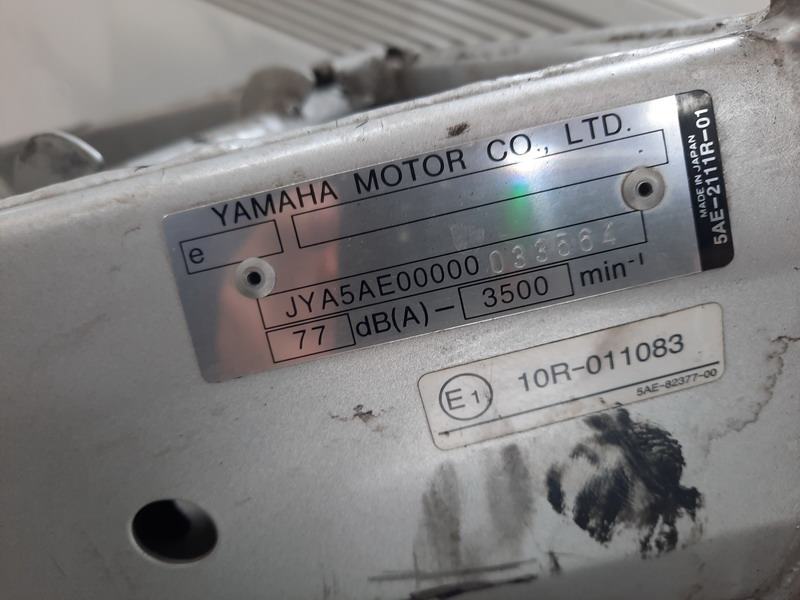 YAMAHA MOTOR CO., LTD.
e
JYA5AE00000 033564
77 dB(A) – 3500 min-1
MADE IN JAPAN
5AE-2111R-01
E1 10R-011083
5AE-82377-00